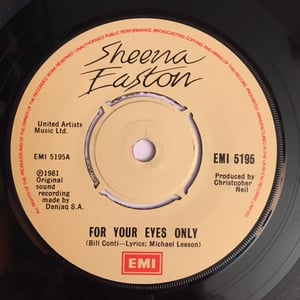 Sheena
Easton
United Artists
Music Ltd.
EMI 5195A
EMI 5195
℗1981
Original
sound
recording
made by
Danjaq S.A.
Produced by
Christopher
Neil
FOR YOUR EYES ONLY
(Bill Conti—Lyrics: Michael Leeson)
EMI